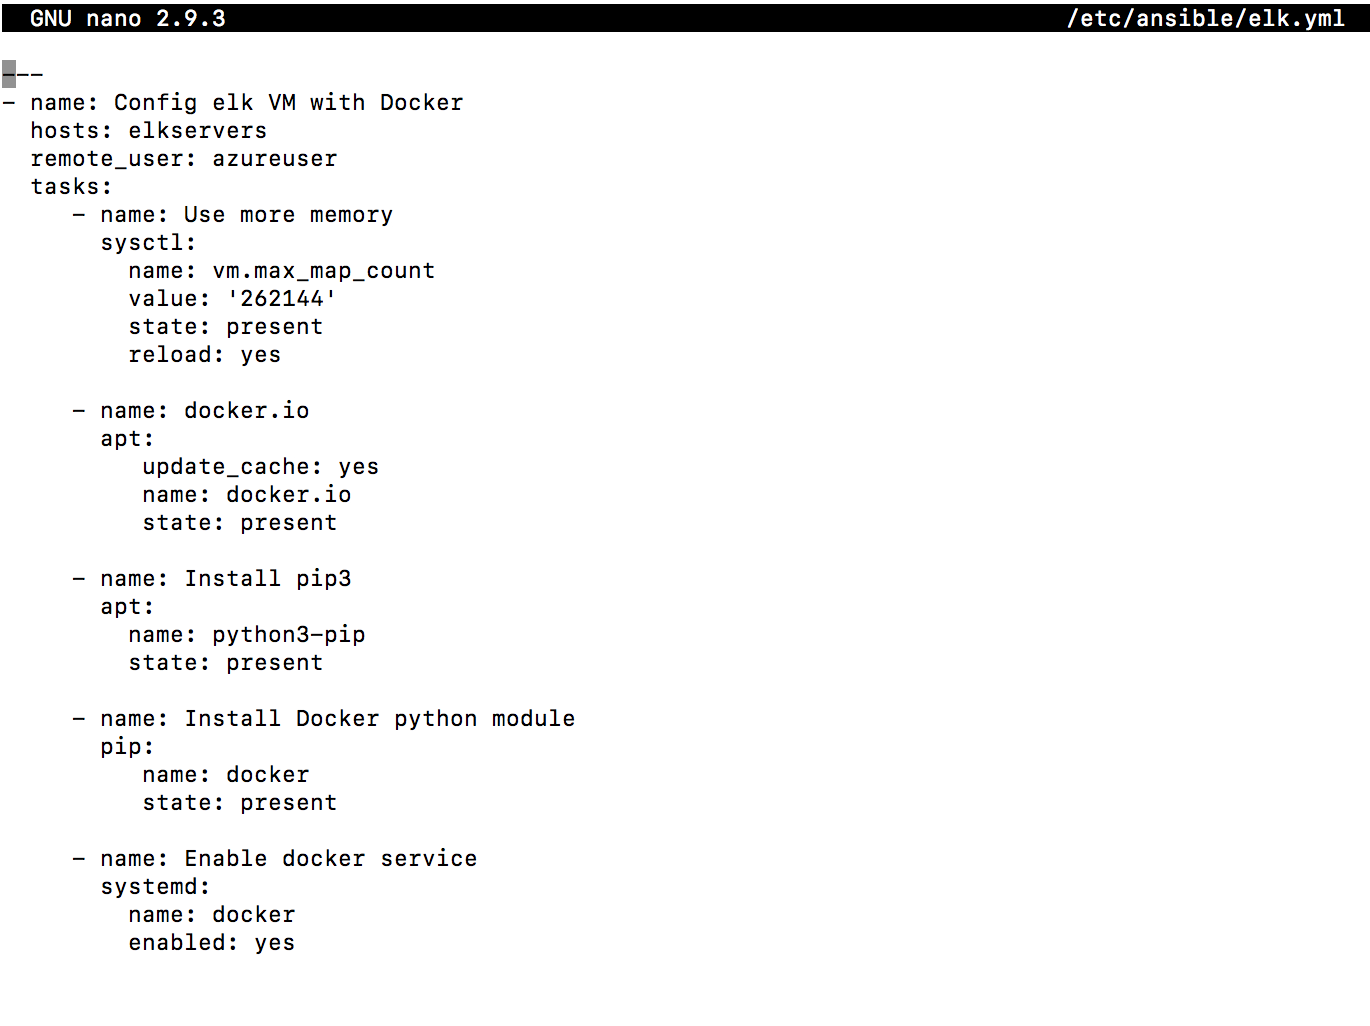 GNU nano 2.9.3 /etc/ansible/elk.yml
---
- name: Config elk VM with Docker
  hosts: elkservers
  remote_user: azureuser
  tasks:
     - name: Use more memory
       sysctl:
         name: vm.max_map_count
         value: '262144'
         state: present
         reload: yes

     - name: docker.io
       apt:
          update_cache: yes
          name: docker.io
          state: present

     - name: Install pip3
       apt:
         name: python3-pip
         state: present

     - name: Install Docker python module
       pip:
          name: docker
          state: present

     - name: Enable docker service
       systemd:
         name: docker
         enabled: yes